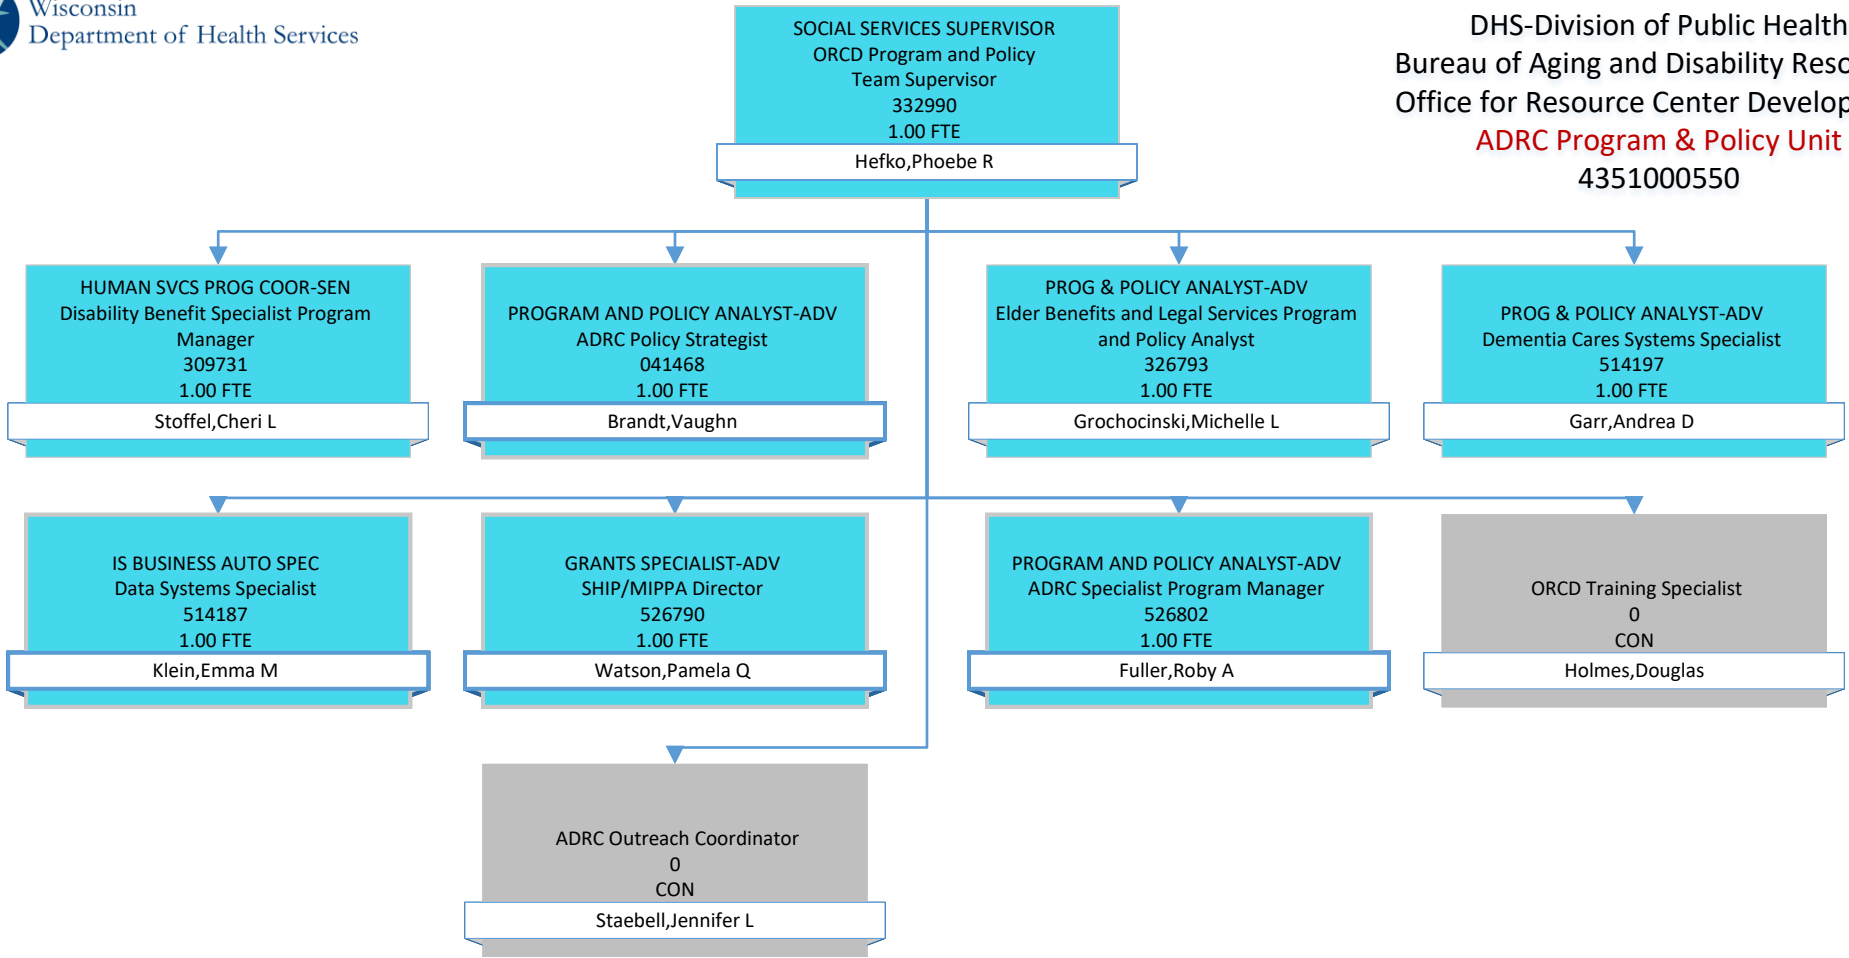 Wisconsin
Department of Health Services
DHS-Division of Public Health
Bureau of Aging and Disability
Office for Resource Center
ADRC Program & Policy Unit
4351000550
SOCIAL SERVICES SUPERVISOR
ORCD Program and Policy
Team Supervisor
332990
1.00 FTE
Hefko,Phoebe R
HUMAN SVCS PROG COOR-SEN
Disability Benefit Specialist Program
Manager
309731
1.00 FTE
Stoffel,Cheri L
PROGRAM AND POLICY ANALYST-ADV
ADRC Policy Strategist
041468
1.00 FTE
Brandt,Vaughn
PROG & POLICY ANALYST-ADV
Elder Benefits and Legal Services Program
and Policy Analyst
326793
1.00 FTE
Grochocinski,Michelle L
PROG & POLICY ANALYST-ADV
Dementia Cares Systems Specialist
514197
1.00 FTE
Garr,Andrea D
IS BUSINESS AUTO SPEC
Data Systems Specialist
514187
1.00 FTE
Klein,Emma M
GRANTS SPECIALIST-ADV
SHIP/MIPPA Director
526790
1.00 FTE
Watson,Pamela Q
PROGRAM AND POLICY ANALYST-ADV
ADRC Specialist Program Manager
526802
1.00 FTE
Fuller,Roby A
ORCD Training Specialist
0
CON
Holmes,Douglas
ADRC Outreach Coordinator
0
CON
Staebell,Jennifer L